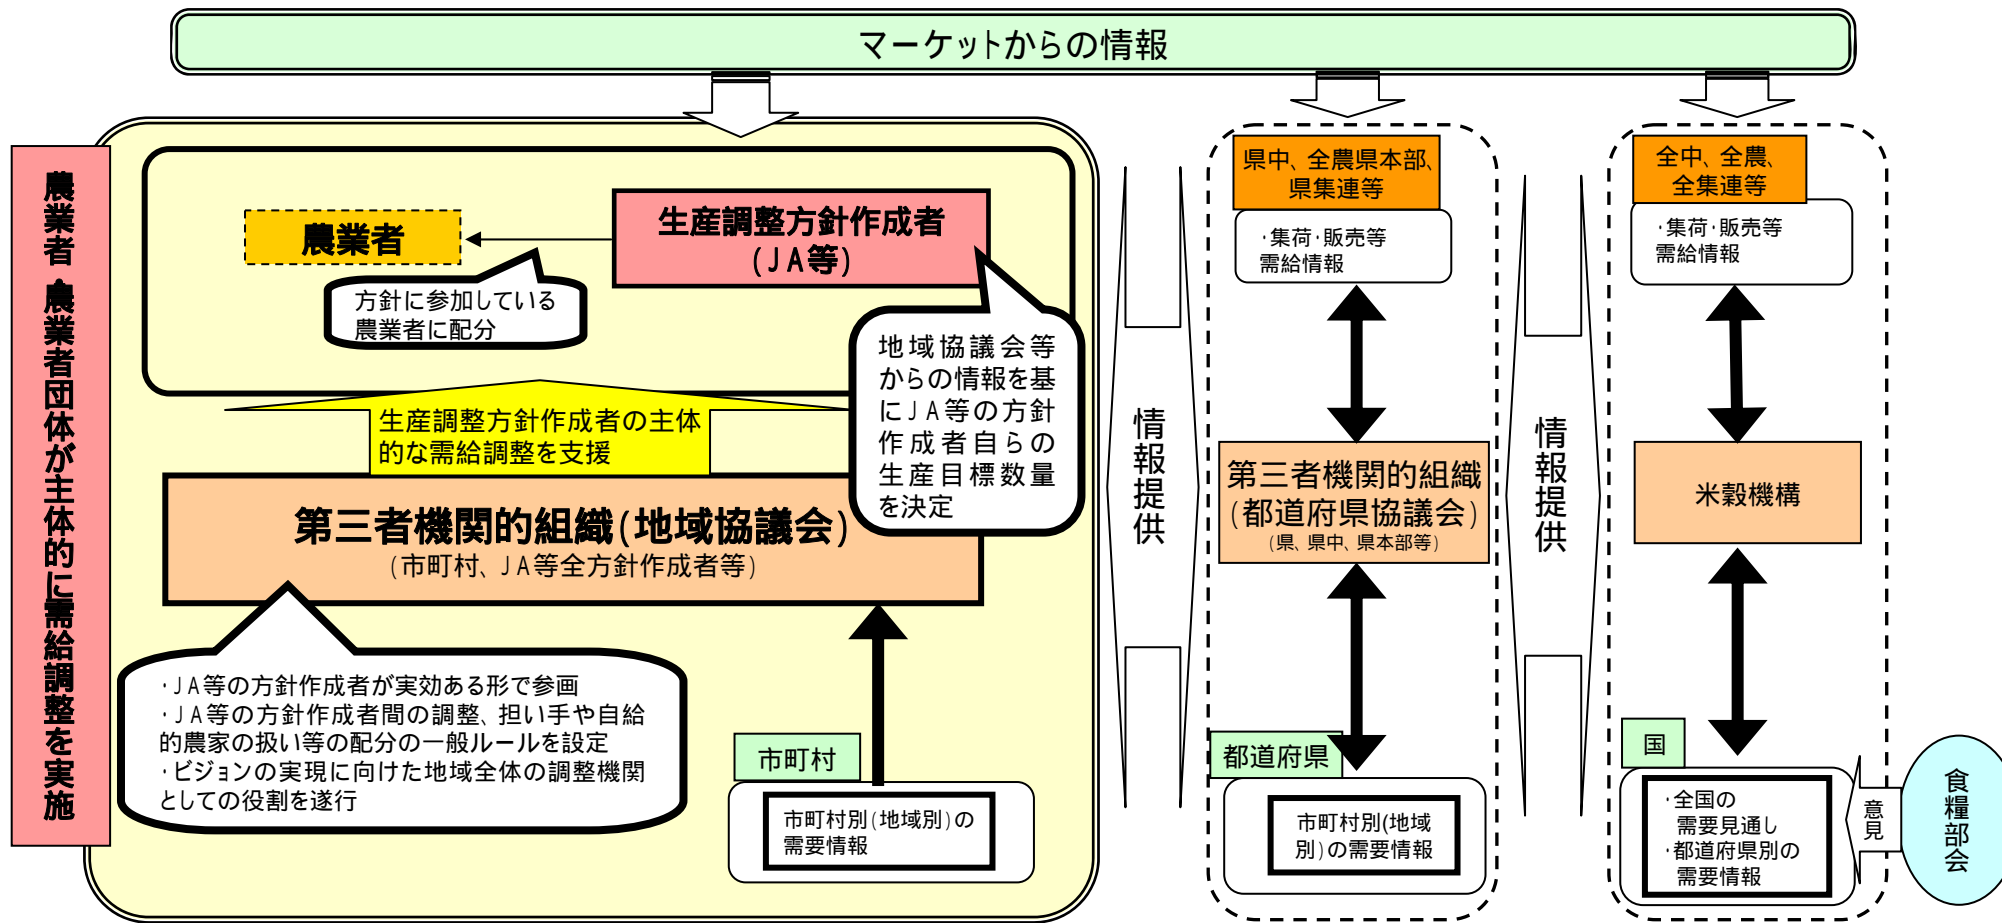 マーケットからの情報
農業者・農業者団体が主体的に需給調整を実施
農業者
生産調整方針作成者
(JA等)
方針に参加している
農業者に配分
地域協議会等
からの情報を基
にJA等の方針
作成者自らの
生産目標数量
を決定
生産調整方針作成者の主体
的な需給調整を支援
第三者機関的組織(地域協議会)
(市町村、JA等全方針作成者等)
・JA等の方針作成者が実効ある形で参画
・JA等の方針作成者間の調整、担い手や自給
的農家の扱い等の配分の一般ルールを設定
・ビジョンの実現に向けた地域全体の調整機関
としての役割を遂行
市町村
市町村別(地域別)の
需要情報
情報提供
県中、全農県本部、
県集連等
・集荷・販売等
需給情報
第三者機関的組織
(都道府県協議会)
(県、県中、県本部等)
都道府県
市町村別(地域
別)の需要情報
情報提供
全中、全農、
全集連等
・集荷・販売等
需給情報
米穀機構
国
・全国の
需要見通し
・都道府県別の
需要情報
意見
食糧部会